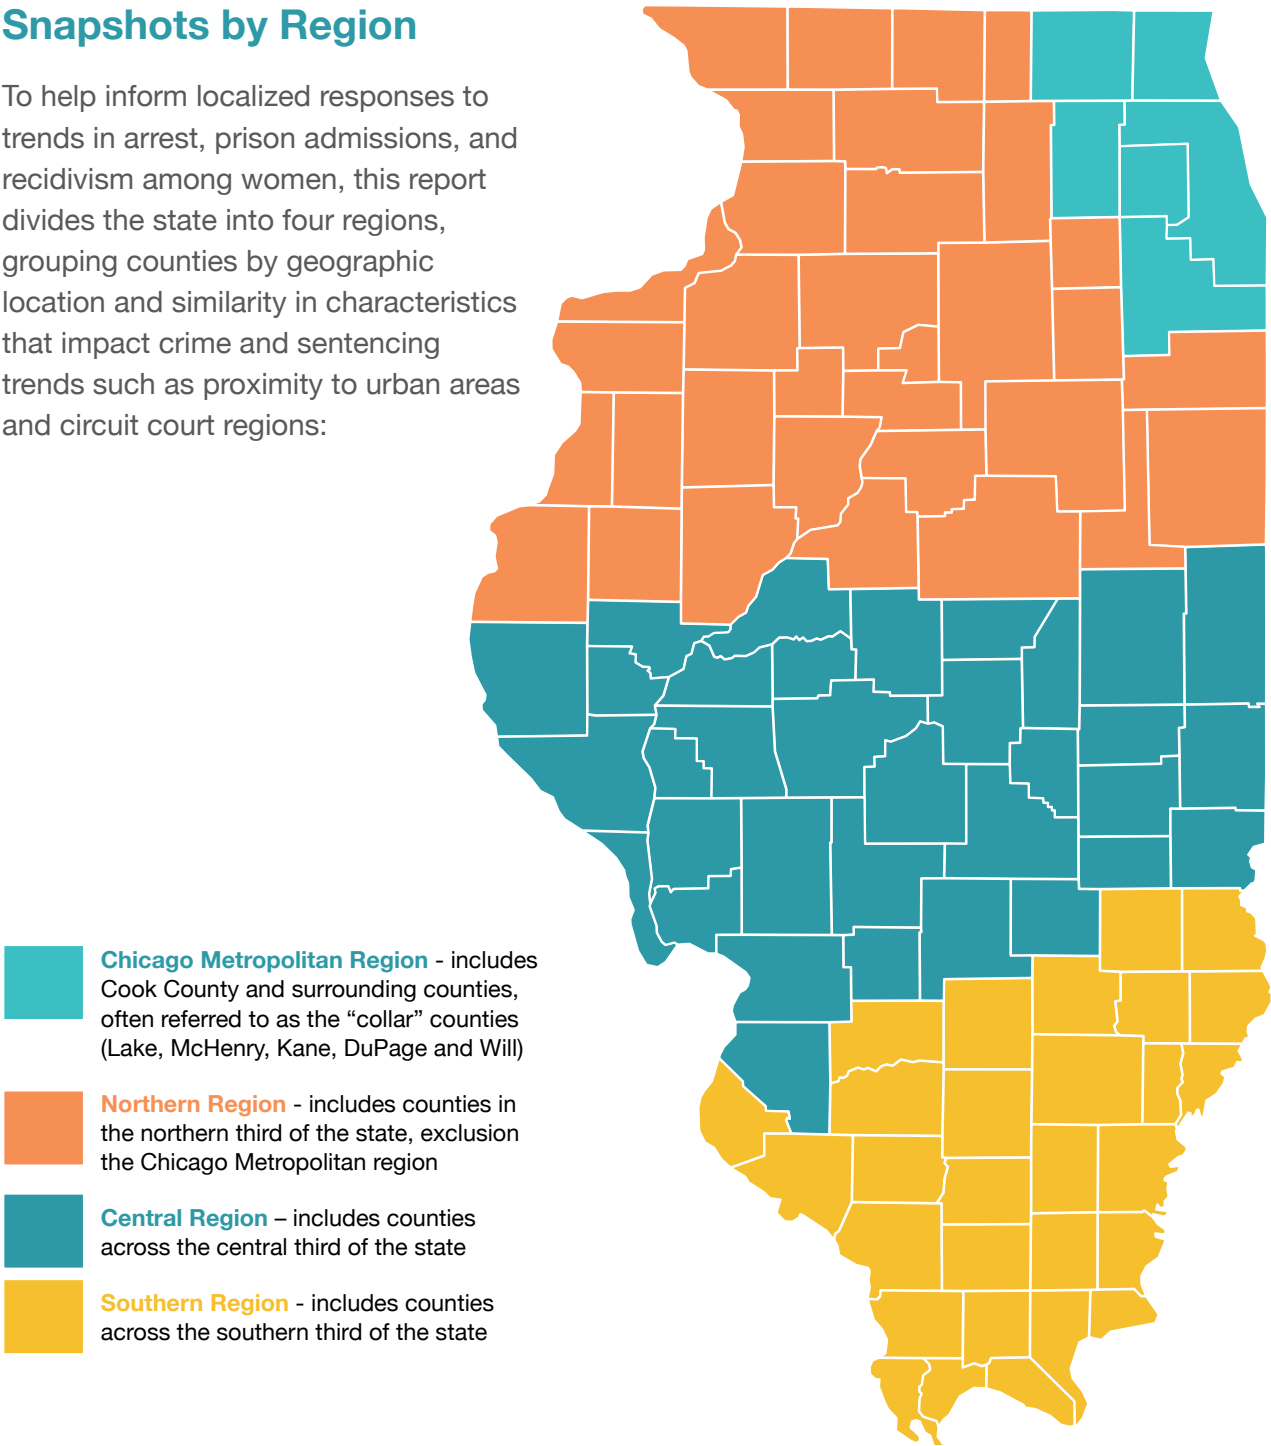 Snapshots by Region
To help inform localized responses to
trends in arrest, prison admissions, and
recidivism among women, this report
divides the state into four regions,
grouping counties by geographic
location and similarity in characteristics
that impact crime and sentencing
trends such as proximity to urban areas
and circuit court regions:
Chicago Metropolitan Region - includes
Cook County and surrounding counties,
often referred to as the “collar” counties
(Lake, McHenry, Kane, DuPage and Will)
Northern Region - includes counties in
the northern third of the state, exclusion
the Chicago Metropolitan region
Central Region – includes counties
across the central third of the state
Southern Region - includes counties
across the southern third of the state